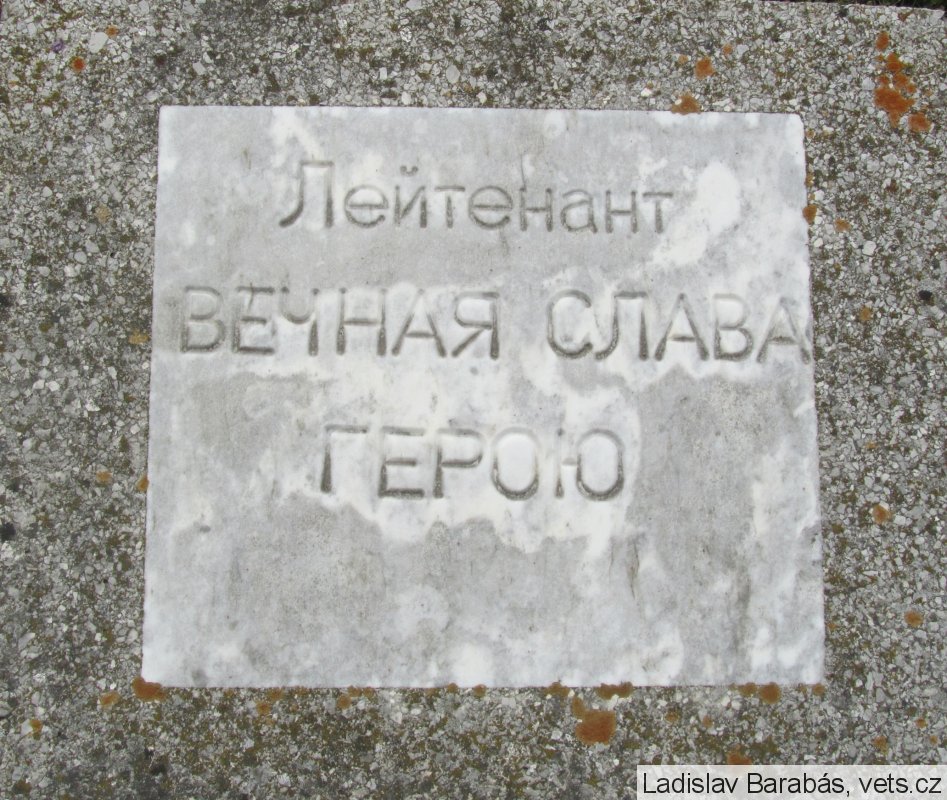 Лейтенант
ВЕЧНАЯ СЛАВА
ГЕРОЮ
Ladislav Barabás, vets.cz